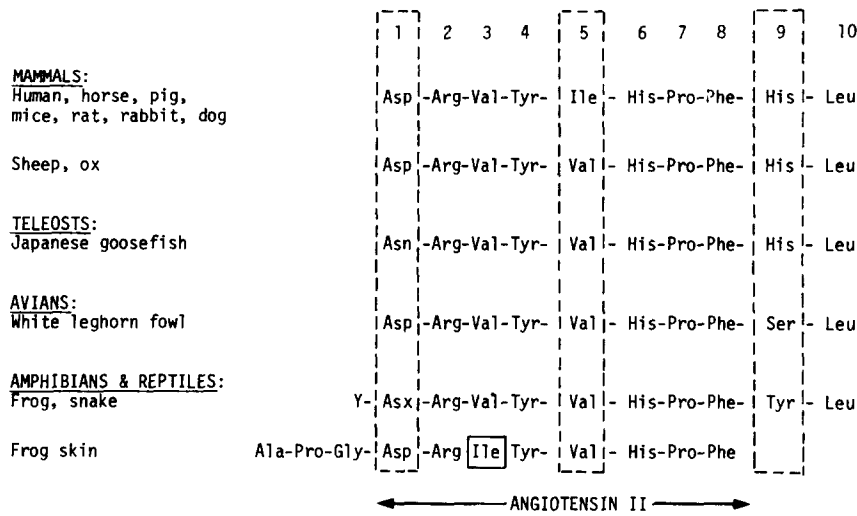 1 2 3 4 5 6 7 8 9 10
MAMMALS:
Human, horse, pig,
mice, rat, rabbit, dog
Asp -Arg-Val-Tyr- Ile - His-Pro-Phe- His - Leu
Sheep, ox Asp -Arg-Val-Tyr- Val - His-Pro-Phe- His - Leu
TELEOSTS:
Japanese goosefish Asn -Arg-Val-Tyr- Val - His-Pro-Phe- His - Leu
AVIANS:
White leghorn fowl Asp -Arg-Val-Tyr- Val - His-Pro-Phe- Ser - Leu
AMPHIBIANS & REPTILES:
Frog, snake Y- Asx -Arg-Val-Tyr- Val - His-Pro-Phe- Tyr - Leu
Frog skin Ala-Pro-Gly- Asp -Arg Ile Tyr- Val - His-Pro-Phe
ANGIOTENSIN II